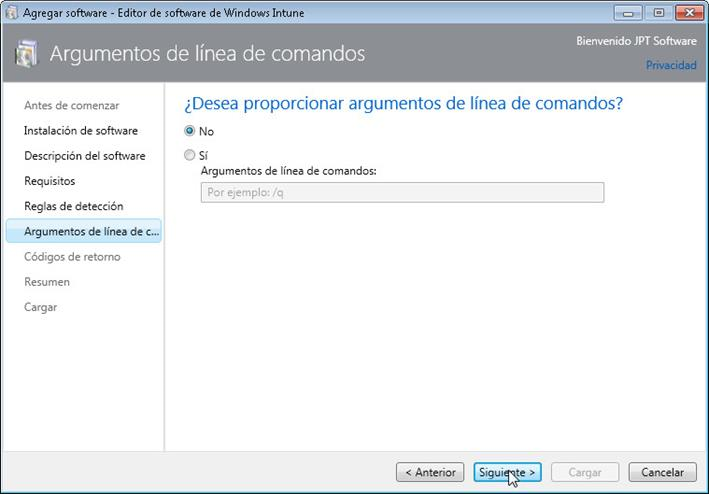 Agregar software - Editor de software de Windows Intune
Argumentos de línea de comandos
Bienvenido JPT Software
Privacidad
Antes de comenzar
Instalación de software
Descripción del software
Requisitos
Reglas de detección
Argumentos de línea de c...
Códigos de retorno
Resumen
Cargar
¿Desea proporcionar argumentos de línea de comandos?
No
Sí
Argumentos de línea de comandos:
Por ejemplo: /q
< Anterior
Siguiente >
Cargar
Cancelar